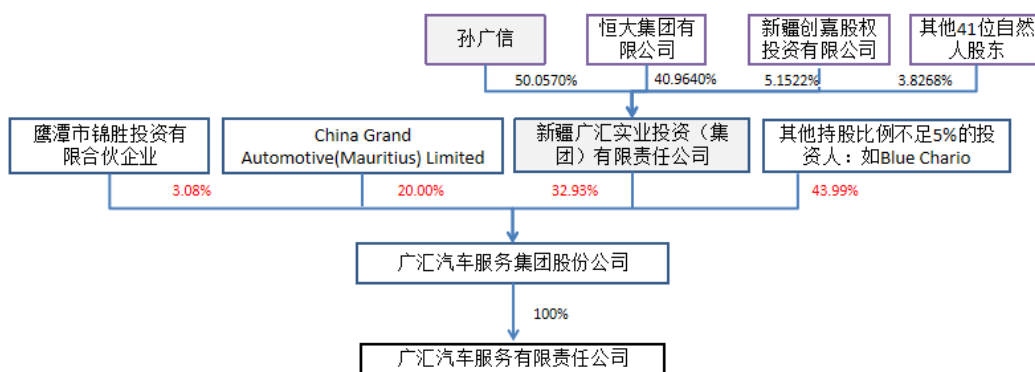 孙广信
恒大集团有
限公司
新疆创嘉股权
投资有限公司
其他41位自然
人股东
50.0570%
40.9640%
5.1522%
3.8268%
鹰潭市锦胜投资有
限合伙企业
China Grand
Automotive(Mauritius) Limited
新疆广汇实业投资（集
团）有限责任公司
其他持股比例不足5%的投
资人：如Blue Chario
3.08%
20.00%
32.93%
43.99%
广汇汽车服务集团股份公司
100%
广汇汽车服务有限责任公司